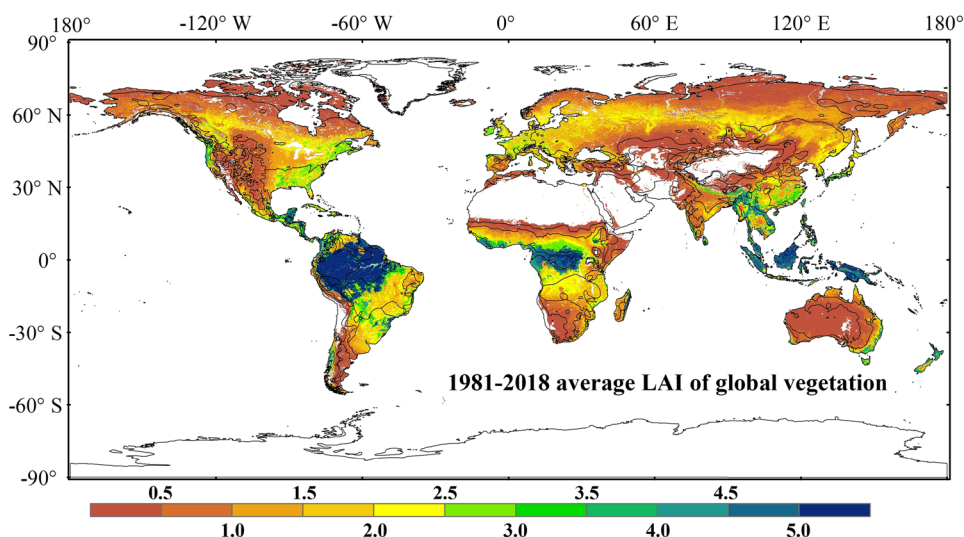 180° -120° W -60° W 0° 60° E 120° E 180°
90°
60° N
30° N
0°
-30° S
-60° S
-90°
1981-2018 average LAI of global vegetation
0.5 1.5 2.5 3.5 4.5
1.0 2.0 3.0 4.0 5.0